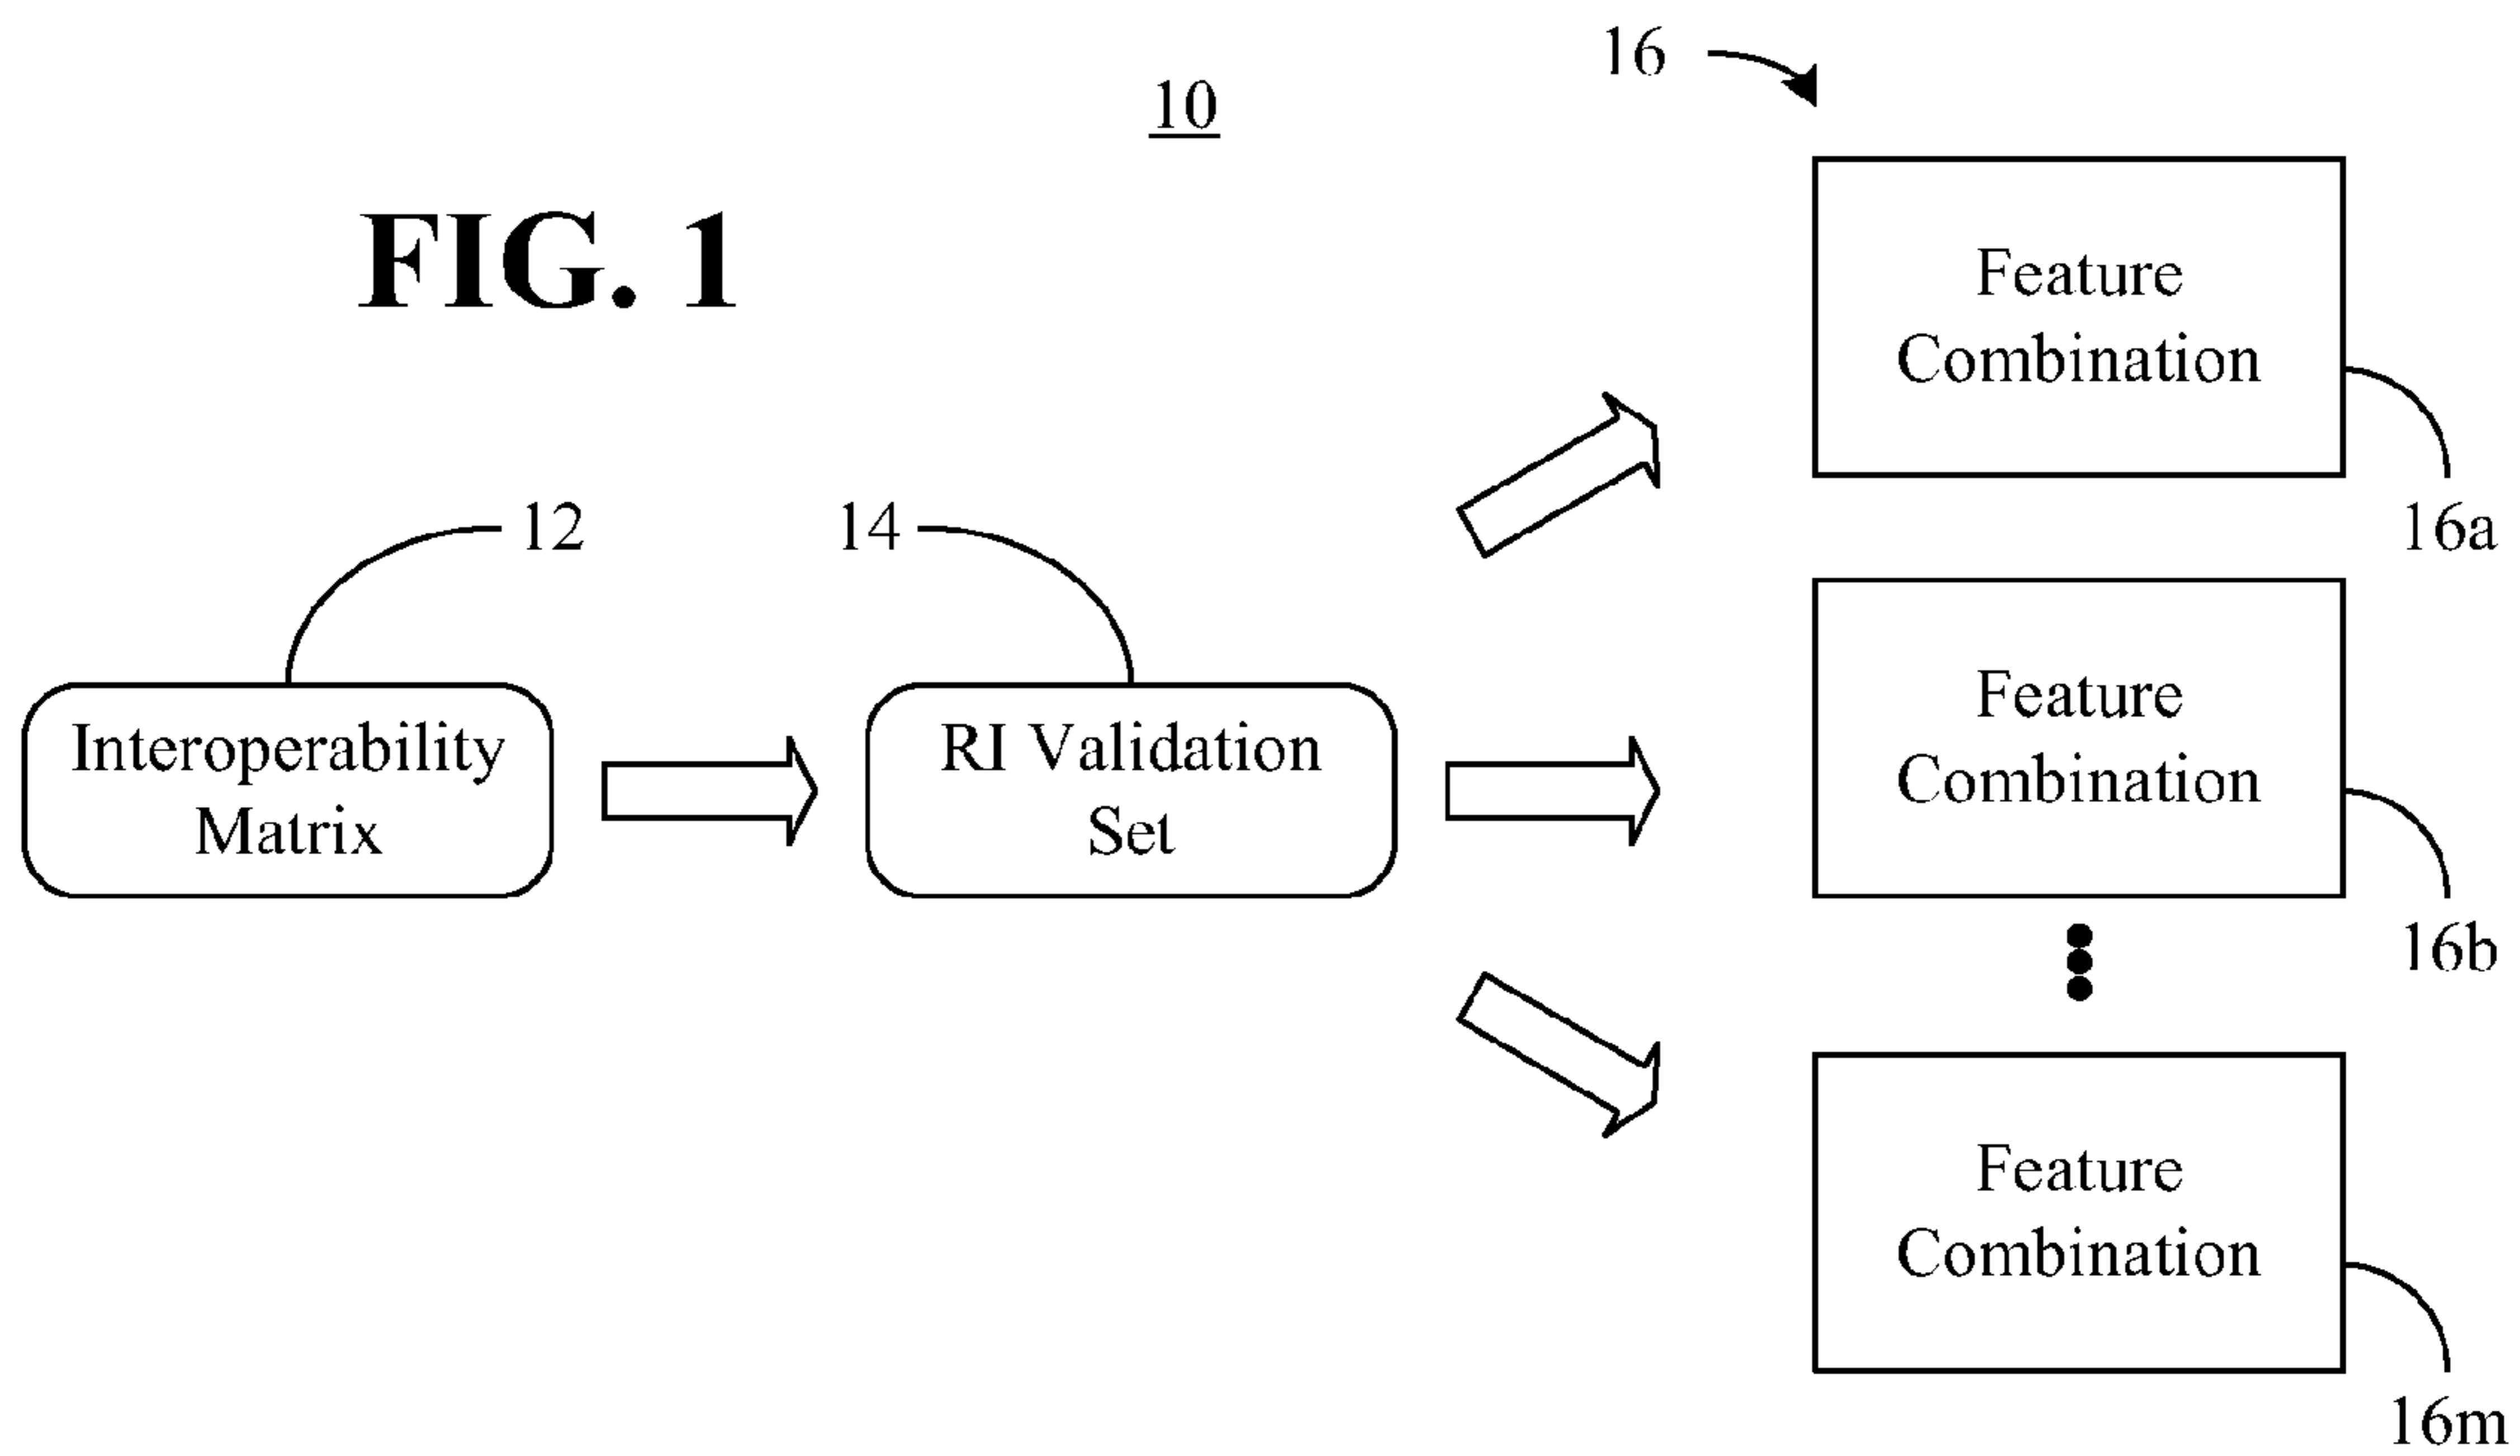 16
10
FIG. 1
Feature
Combination
16a
12
14
Interoperability
Matrix
RI Validation
Set
Feature
Combination
16b
Feature
Combination
16m